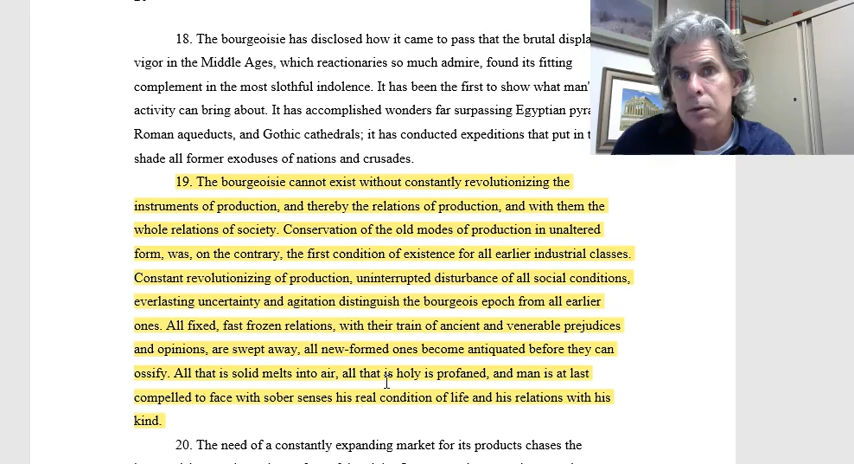 18. The bourgeoisie has disclosed how it came to pass that the brutal displa
vigor in the Middle Ages, which reactionaries so much admire, found its fitting
complement in the most slothful indolence. It has been the first to show what man'
activity can bring about. It has accomplished wonders far surpassing Egyptian pyra
Roman aqueducts, and Gothic cathedrals; it has conducted expeditions that put in t
shade all former exoduses of nations and crusades.
19. The bourgeoisie cannot exist without constantly revolutionizing the
instruments of production, and thereby the relations of production, and with them the
whole relations of society. Conservation of the old modes of production in unaltered
form, was, on the contrary, the first condition of existence for all earlier industrial classes.
Constant revolutionizing of production, uninterrupted disturbance of all social conditions,
everlasting uncertainty and agitation distinguish the bourgeois epoch from all earlier
ones. All fixed, fast frozen relations, with their train of ancient and venerable prejudices
and opinions, are swept away, all new-formed ones become antiquated before they can
ossify. All that is solid melts into air, all that is holy is profaned, and man is at last
compelled to face with sober senses his real condition of life and his relations with his
kind.
20. The need of a constantly expanding market for its products chases the